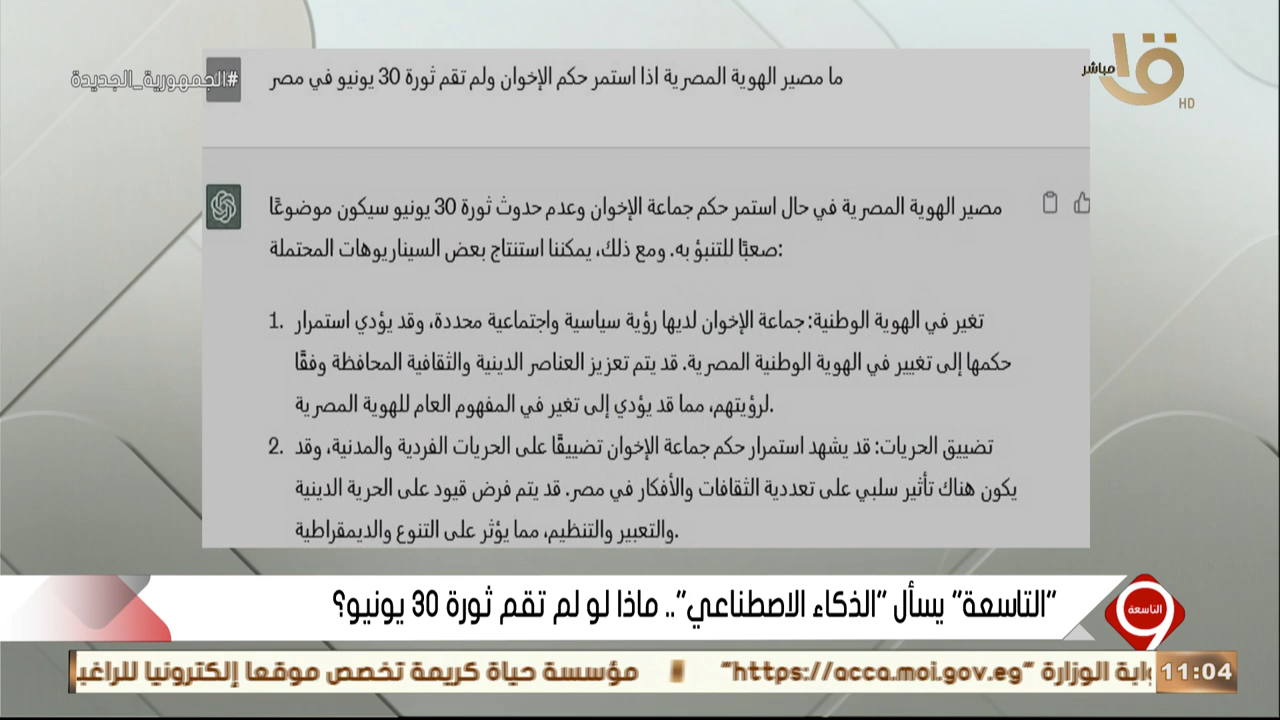 #الجمهورية_الجديدة
مباشر
HD
ما مصير الهوية المصرية اذا استمر حكم الإخوان ولم تقم ثورة 30 يونيو في مصر
مصير الهوية المصرية في حال استمر حكم جماعة الإخوان وعدم حدوث ثورة 30 يونيو سيكون موضوعًا
صعبًا للتنبؤ به. ومع ذلك، يمكننا استنتاج بعض السيناريوهات المحتملة:
1. تغير في الهوية الوطنية: جماعة الإخوان لديها رؤية سياسية واجتماعية محددة، وقد يؤدي استمرار
حكمها إلى تغيير في الهوية الوطنية المصرية. قد يتم تعزيز العناصر الدينية والثقافية المحافظة وفقًا
لرؤيتهم، مما قد يؤدي إلى تغير في المفهوم العام للهوية المصرية.
2. تضييق الحريات: قد يشهد استمرار حكم جماعة الإخوان تضييقًا على الحريات الفردية والمدنية، وقد
يكون هناك تأثير سلبي على تعددية الثقافات والأفكار في مصر. قد يتم فرض قيود على الحرية الدينية
والتعبير والتنظيم، مما يؤثر على التنوع والديمقراطية.
"التاسعة" يسأل "الذكاء الاصطناعي".. ماذا لو لم تقم ثورة 30 يونيو؟
التاسعة
9
11:04 الوزارة "https://acca.moi.gov.eg" مؤسسة حياة كريمة تخصص موقعها إلكترونيا